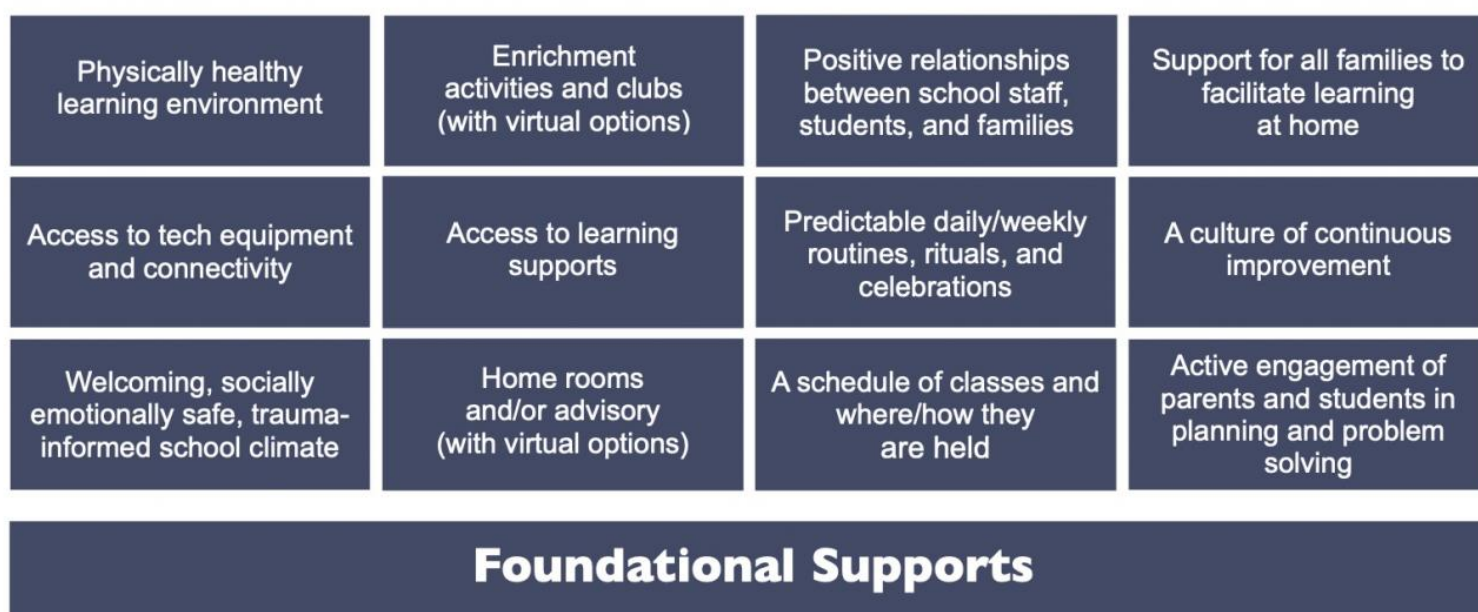 Physically healthy
learning environment
Enrichment
activities and clubs
(with virtual options)
Positive relationships
between school staff,
students, and families
Support for all families to
facilitate learning
at home
Access to tech equipment
and connectivity
Access to learning
supports
Predictable daily/weekly
routines, rituals, and
celebrations
A culture of continuous
improvement
Welcoming, socially
emotionally safe, trauma-
informed school climate
Home rooms
and/or advisory
(with virtual options)
A schedule of classes and
where/how they
are held
Active engagement of
parents and students in
planning and problem
solving
Foundational Supports